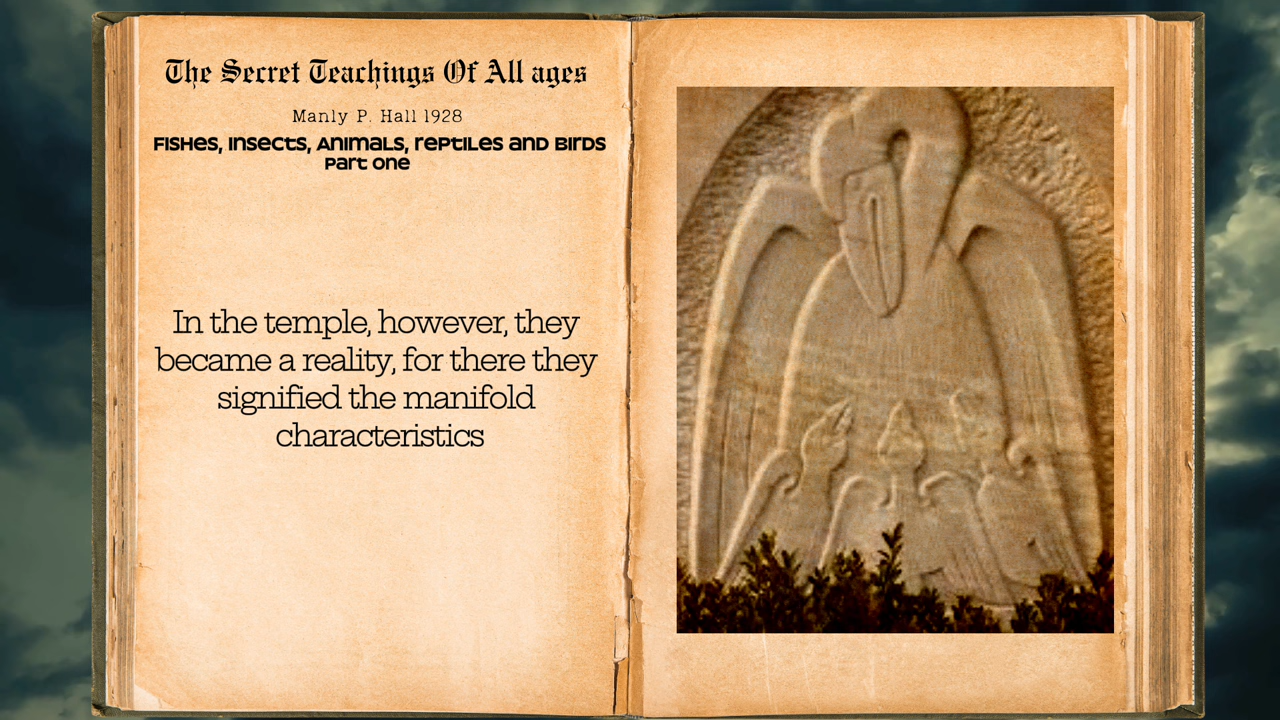 The Secret Teachings Of All ages
Manly P. Hall 1928
Fishes, Insects, Animals, reptiles and Birds
Part one
In the temple, however, they
became a reality, for there they
signified the manifold
characteristics